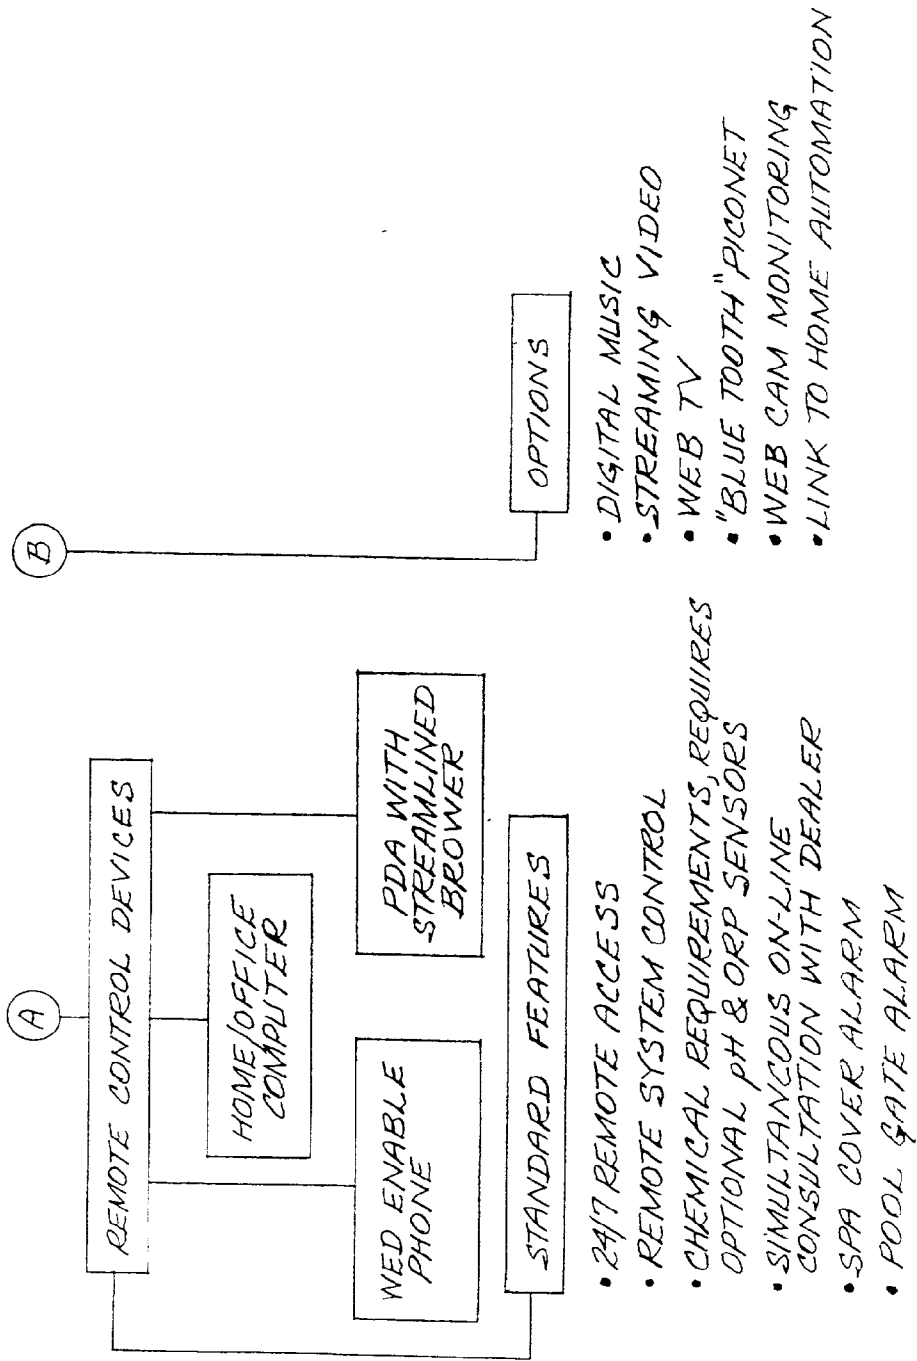 A
REMOTE CONTROL DEVICES
HOME/OFFICE
COMPUTER
WED ENABLE
PHONE
PDA WITH
STREAMLINED
BROWER
STANDARD FEATURES
• 24/7 REMOTE ACCESS
• REMOTE SYSTEM CONTROL
• CHEMICAL REQUIREMENTS, REQUIRES
OPTIONAL pH & ORP SENSORS
• SIMULTANCOUS ON-LINE
CONSULTATION WITH DEALER
• SPA COVER ALARM
• POOL GATE ALARM
B
OPTIONS
• DIGITAL MUSIC
• STREAMING VIDEO
• WEB TV
• "BLUE TOOTH" PICONET
• WEB CAM MONITORING
• LINK TO HOME AUTOMATION